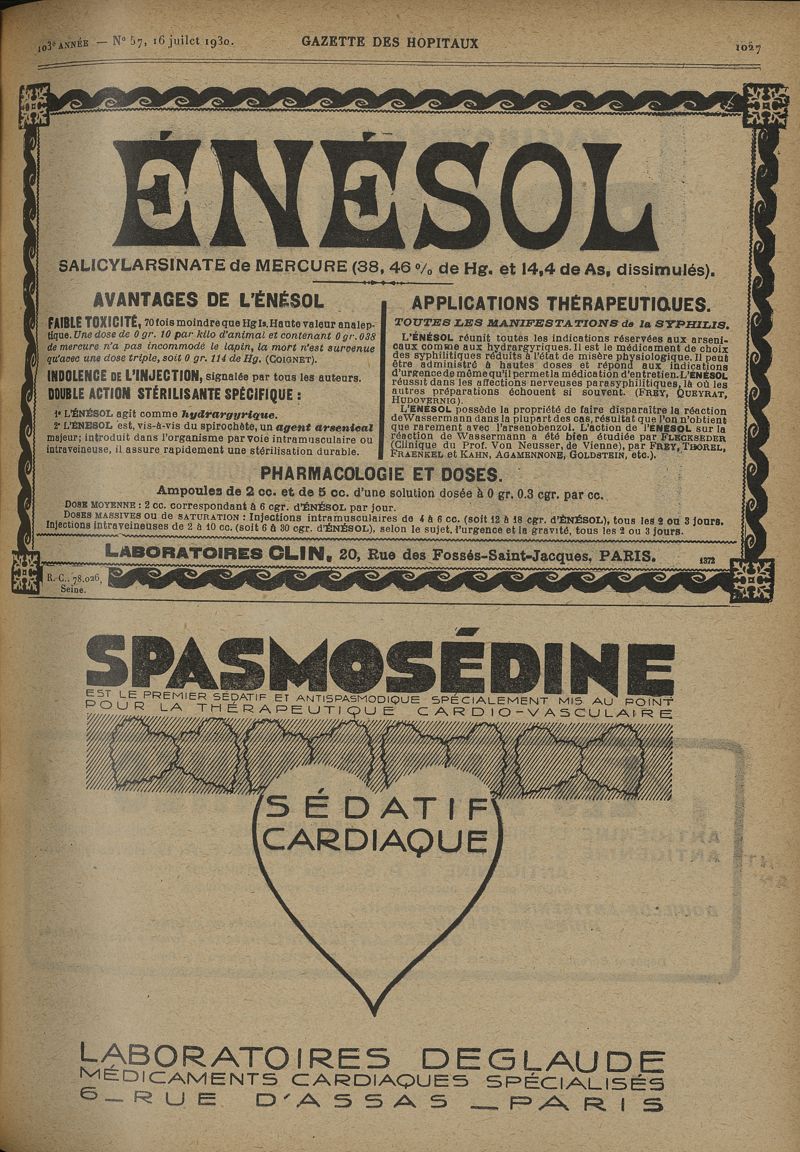 103e ANNÉE — No 57, 16 juillet 1930.
GAZETTE DES HOPITAUX
1027
ÉNÉSOL
SALICYLARSINATE de MERCURE (38, 46 % de Hg. et 14,4 de As, dissimulés).
AVANTAGES DE L'ÉNÉSOL
FAIBLE TOXICITÉ, 70 fois moindre que Hg I2. Haute valeur analep-
tique. Une dose de 0 gr. 10 par kilo d'animal et contenant 0 gr. 038
de mercure n'a pas incommodé le lapin, la mort n'est survenue
qu'avec une dose triple, soit 0 gr. 114 de Hg. (COIGNET).
INDOLENCE DE L'INJECTION, signalée par tous les auteurs.
DOUBLE ACTION STÉRILISANTE SPÉCIFIQUE :
1° L'ÉNÉSOL agit comme hydrargyrique.
2° L'ÉNÉSOL est, vis-à-vis du spirochète, un agent arsenical
majeur; introduit dans l'organisme par voie intramusculaire ou
intraveineuse, il assure rapidement une stérilisation durable.
APPLICATIONS THÉRAPEUTIQUES.
TOUTES LES MANIFESTATIONS de la SYPHILIS.
L'ÉNÉSOL réunit toutes les indications réservées aux arseni-
caux comme aux hydrargyriques. Il est le médicament de choix
des syphilitiques réduits à l'état de misère physiologique. Il peut
être administré à hautes doses et répond aux indications
d'urgence de même qu'il permet la médication d'entretien. L'ÉNÉSOL
réussit dans les affections nerveuses parasyphilitiques, là où les
autres préparations échouent si souvent. (FREY, QUEYRAT,
HUDOVERNIG).
L'ENESOL possède la propriété de faire disparaître la réaction
de Wassermann dans la plupart des cas, résultat que l'on n'obtient
que rarement avec l'arsenobenzol. L'action de l'ENÉSOL sur la
réaction de Wassermann a été bien étudiée par FLECKSEDER
(Clinique du Prof. Von Neusser, de Vienne), par FREY, THOREL,
FRAENKEL et KAHN, AGAMENNONE, GOLDSTEIN, etc.).
PHARMACOLOGIE ET DOSES.
Ampoules de 2 cc. et de 5 cc. d'une solution dosée à 0 gr. 0.3 cgr. par cc.
DOSE MOYENNE : 2 cc. correspondant à 6 cgr. d'ÉNÉSOL par jour.
DOSES MASSIVES ou de SATURATION : Injections intramusculaires de 4 à 6 cc. (soit 12 à 18 cgr. d'ÉNÉSOL), tous les 2 ou 3 jours.
Injections intraveineuses de 2 à 10 cc. (soit 6 à 30 cgr. d'ÉNÉSOL), selon le sujet, l'urgence et la gravité, tous les 2 ou 3 jours.
LABORATOIRES CLIN, 20, Rue des Fossés-Saint-Jacques, PARIS.
1372
R.-C., 78.026,
Seine.
SPASMOSÉDINE
EST LE PREMIER SÉDATIF ET ANTISPASMODIQUE SPÉCIALEMENT MIS AU POINT
POUR LA THÉRAPEUTIQUE CARDIO-VASCULAIRE
SÉDATIF
CARDIAQUE
LABORATOIRES DEGLAUDE
MÉDICAMENTS CARDIAQUES SPÉCIALISÉS
6 — RUE D'ASSAS — PARIS